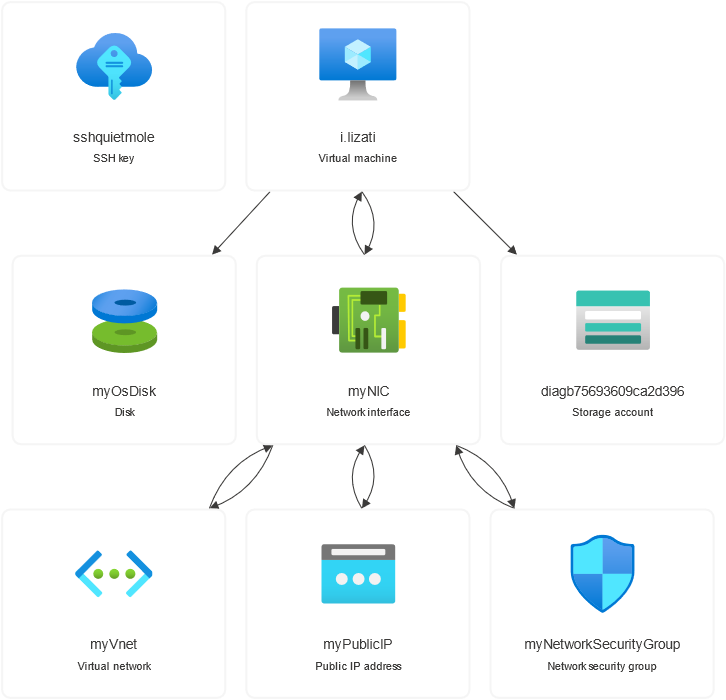 sshquietmole
SSH key
i.lizati
Virtual machine
myOsDisk
Disk
myNIC
Network interface
diagb75693609ca2d396
Storage account
myVnet
Virtual network
myPublicIP
Public IP address
myNetworkSecurityGroup
Network security group